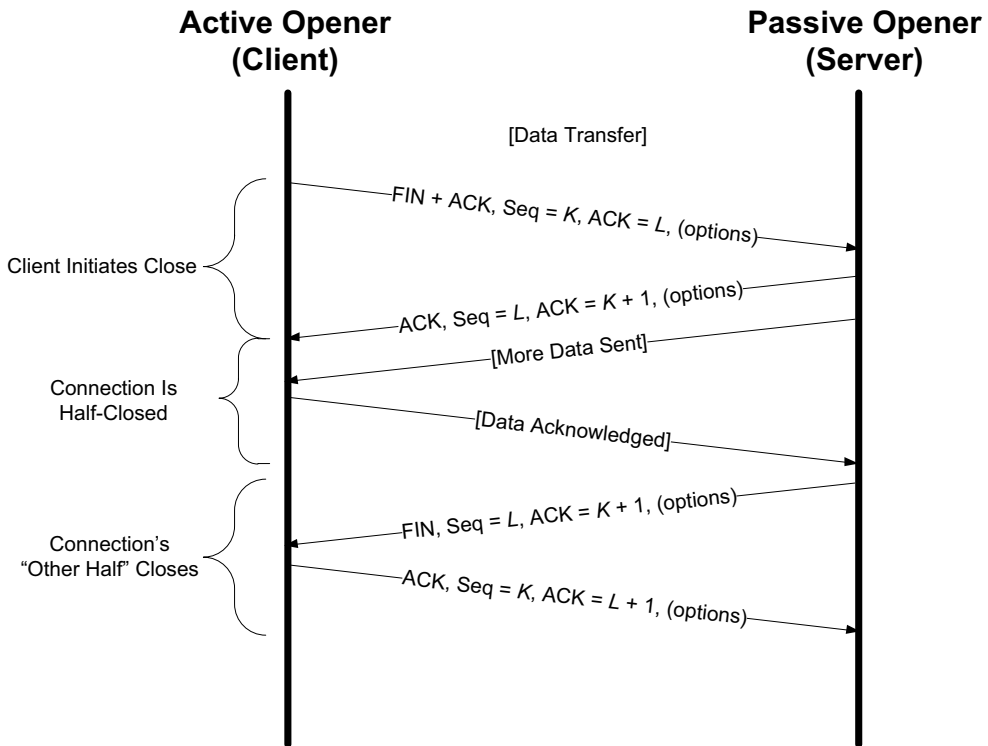 Active Opener
(Client)
Passive Opener
(Server)
[Data Transfer]
FIN + ACK, Seq = K, ACK = L, (options)
Client Initiates Close
ACK, Seq = L, ACK = K + 1, (options)
[More Data Sent]
Connection Is
Half-Closed
[Data Acknowledged]
FIN, Seq = L, ACK = K + 1, (options)
Connection’s
“Other Half” Closes
ACK, Seq = K, ACK = L + 1, (options)